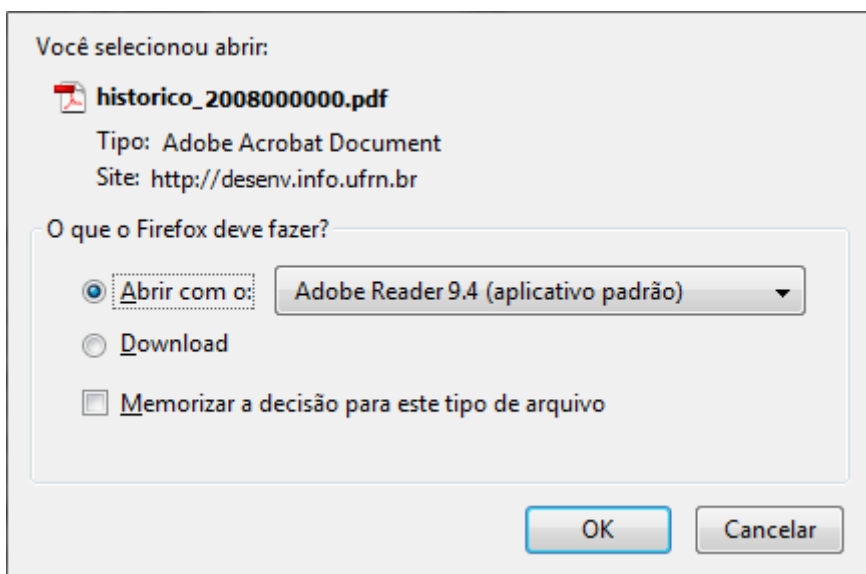 Você selecionou abrir:
historico_2008000000.pdf
Tipo: Adobe Acrobat Document
Site: http://desenv.info.ufrn.br
O que o Firefox deve fazer?
Abrir com o: Adobe Reader 9.4 (aplicativo padrão)
Download
Memorizar a decisão para este tipo de arquivo
OK Cancelar